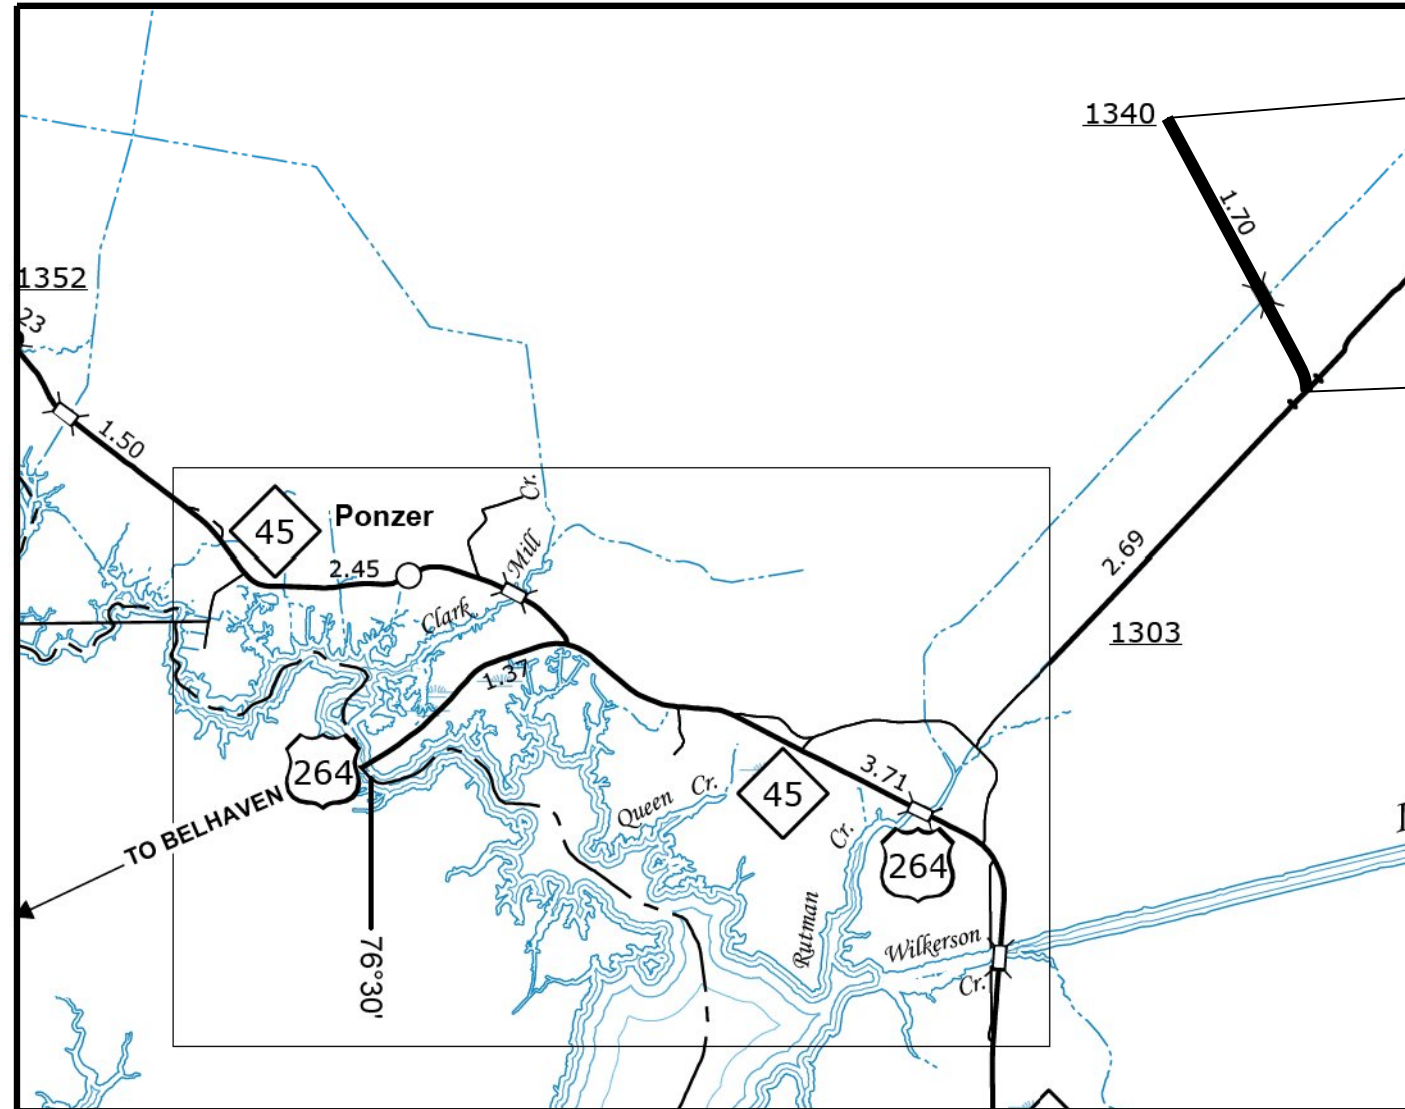 1340
1.70
1352
23
1.50
45
Ponzer
Cr.
2.45
Mill
Clark
2.69
1303
1.37
264
3.71
45
Queen Cr.
TO BELHAVEN
Cr.
264
Rutman
Wilkerson
Cr.
76°30'